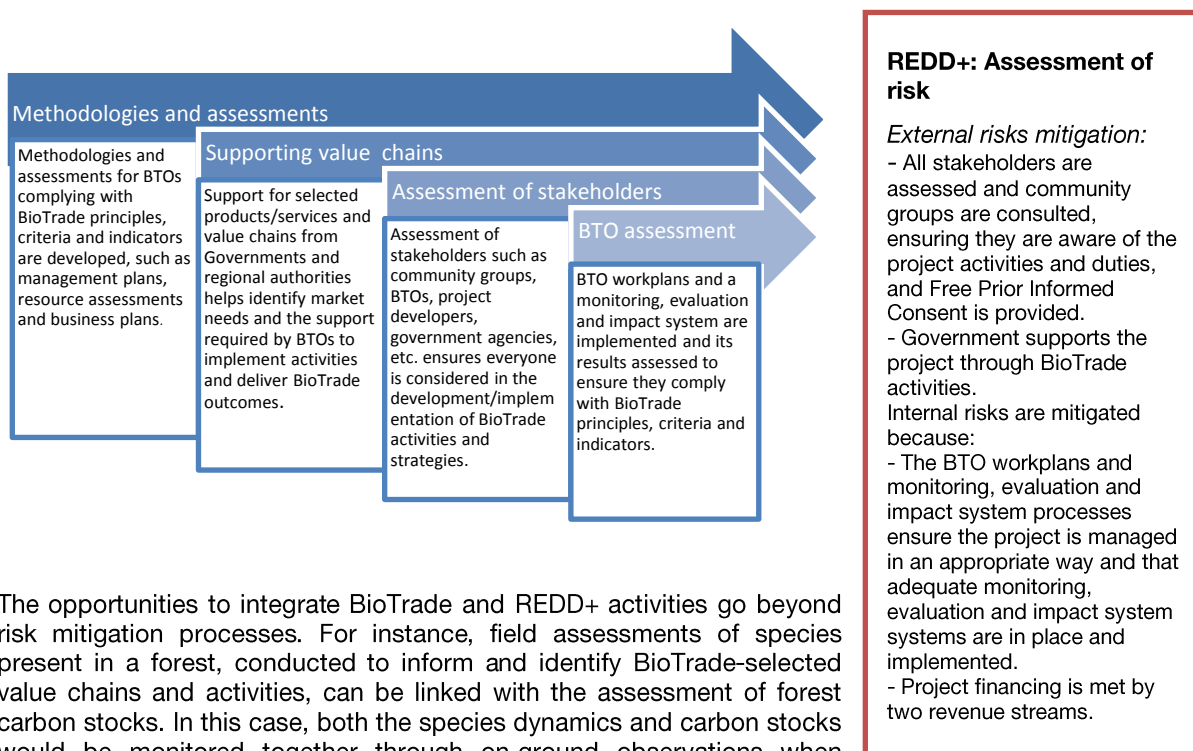 Methodologies and assessments
Methodologies and
assessments for BTOs
complying with
BioTrade principles,
criteria and indicators
are developed, such as
management plans,
resource assessments
and business plans.
Supporting value chains
Support for selected
products/services and
value chains from
Governments and
regional authorities
helps identify market
needs and the support
required by BTOs to
implement activities
and deliver BioTrade
outcomes.
Assessment of stakeholders
Assessment of
stakeholders such as
community groups,
BTOs, project
developers,
government agencies,
etc. ensures everyone
is considered in the
development/implem
entation of BioTrade
activities and
strategies.
BTO assessment
BTO workplans and a
monitoring, evaluation
and impact system are
implemented and its
results assessed to
ensure they comply
with BioTrade
principles, criteria and
indicators.
The opportunities to integrate BioTrade and REDD+ activities go beyond
risk mitigation processes. For instance, field assessments of species
present in a forest, conducted to inform and identify BioTrade-selected
value chains and activities, can be linked with the assessment of forest
carbon stocks. In this case, both the species dynamics and carbon stocks
would be monitored together through on-ground observations when
REDD+: Assessment of
risk
External risks mitigation:
- All stakeholders are
assessed and community
groups are consulted,
ensuring they are aware of the
project activities and duties,
and Free Prior Informed
Consent is provided.
- Government supports the
project through BioTrade
activities.
Internal risks are mitigated
because:
- The BTO workplans and
monitoring, evaluation and
impact system processes
ensure the project is managed
in an appropriate way and that
adequate monitoring,
evaluation and impact system
systems are in place and
implemented.
- Project financing is met by
two revenue streams.